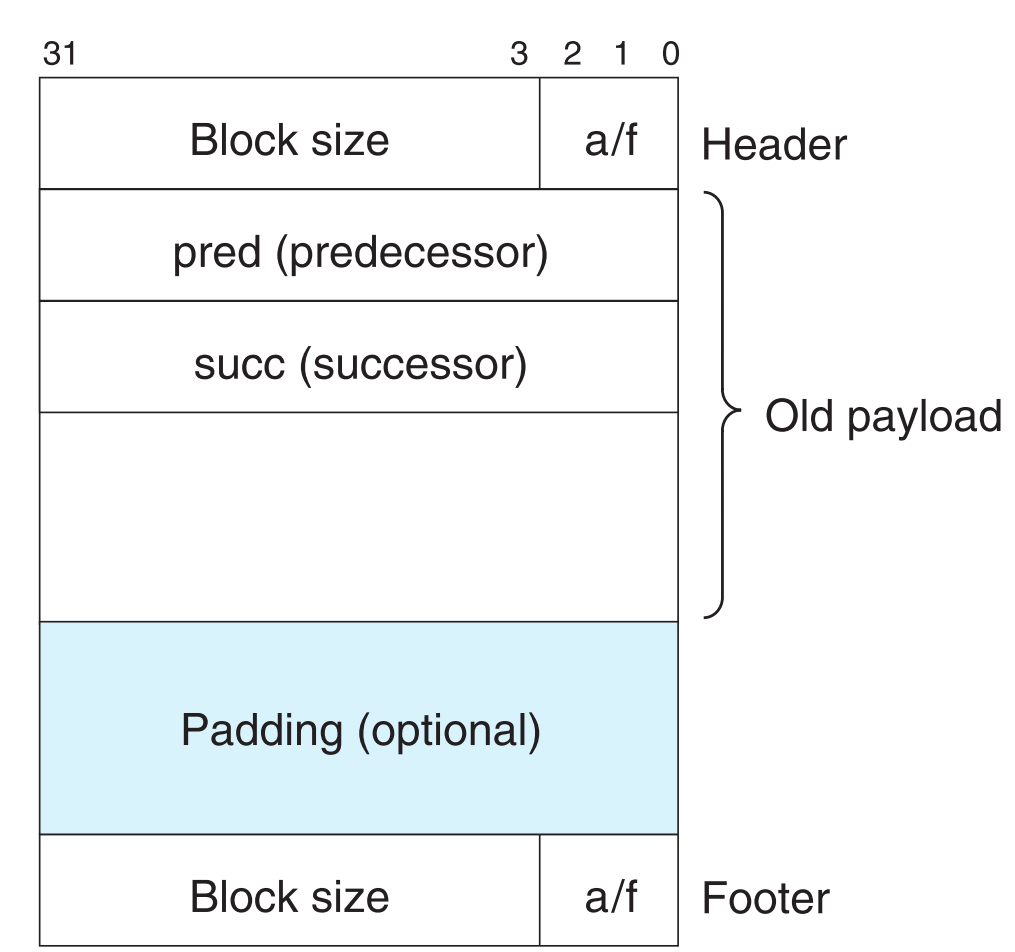 31 3 2 1 0
Block size a/f Header
pred (predecessor)
succ (successor)
Old payload
Padding (optional)
Block size a/f Footer